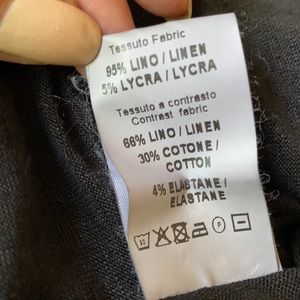 Tessuto Fabric
95% LINO / LINEN
5% LYCRA / LYCRA
Tessuto a contrasto
Contrast fabric
66% LINO / LINEN
30% COTONE /
COTTON
4% ELASTANE /
ELASTANE